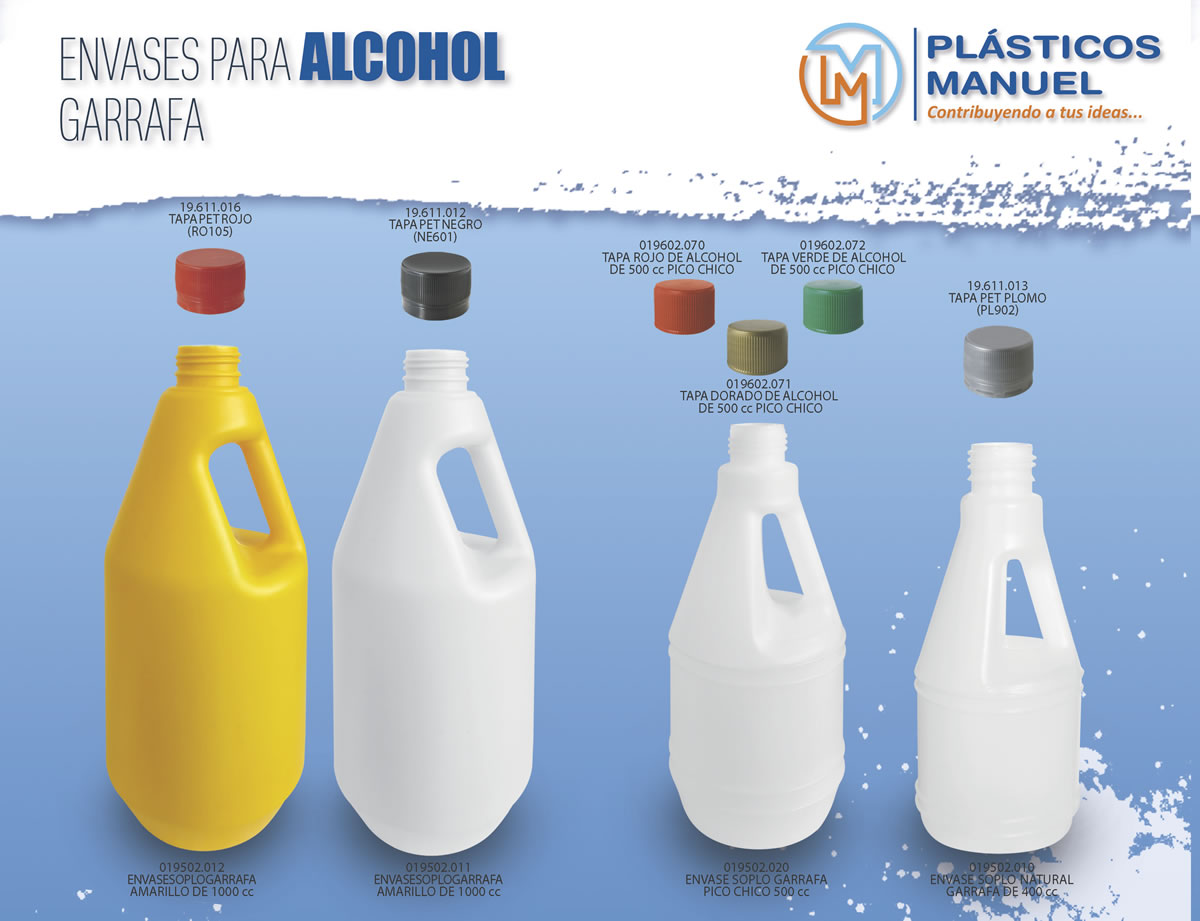 ENVASES PARA ALCOHOL
GARRAFA
PLÁSTICOS
MANUEL
Contribuyendo a tus ideas...
19.611.016
TAPA PET ROJO
(RO105)
19.611.012
TAPA PET NEGRO
(NE601)
019602.070
TAPA ROJO DE ALCOHOL
DE 500 cc PICO CHICO
019602.072
TAPA VERDE DE ALCOHOL
DE 500 cc PICO CHICO
19.611.013
TAPA PET PLOMO
(PL902)
019602.071
TAPA DORADO DE ALCOHOL
DE 500 cc PICO CHICO
019502.012
ENVASESOPLOGARRAFA
AMARILLO DE 1000 cc
019502.011
ENVASESOPLOGARRAFA
AMARILLO DE 1000 cc
019502.020
ENVASE SOPLO GARRAFA
PICO CHICO 500 cc
019502.010
ENVASE SOPLO NATURAL
GARRAFA DE 400 cc